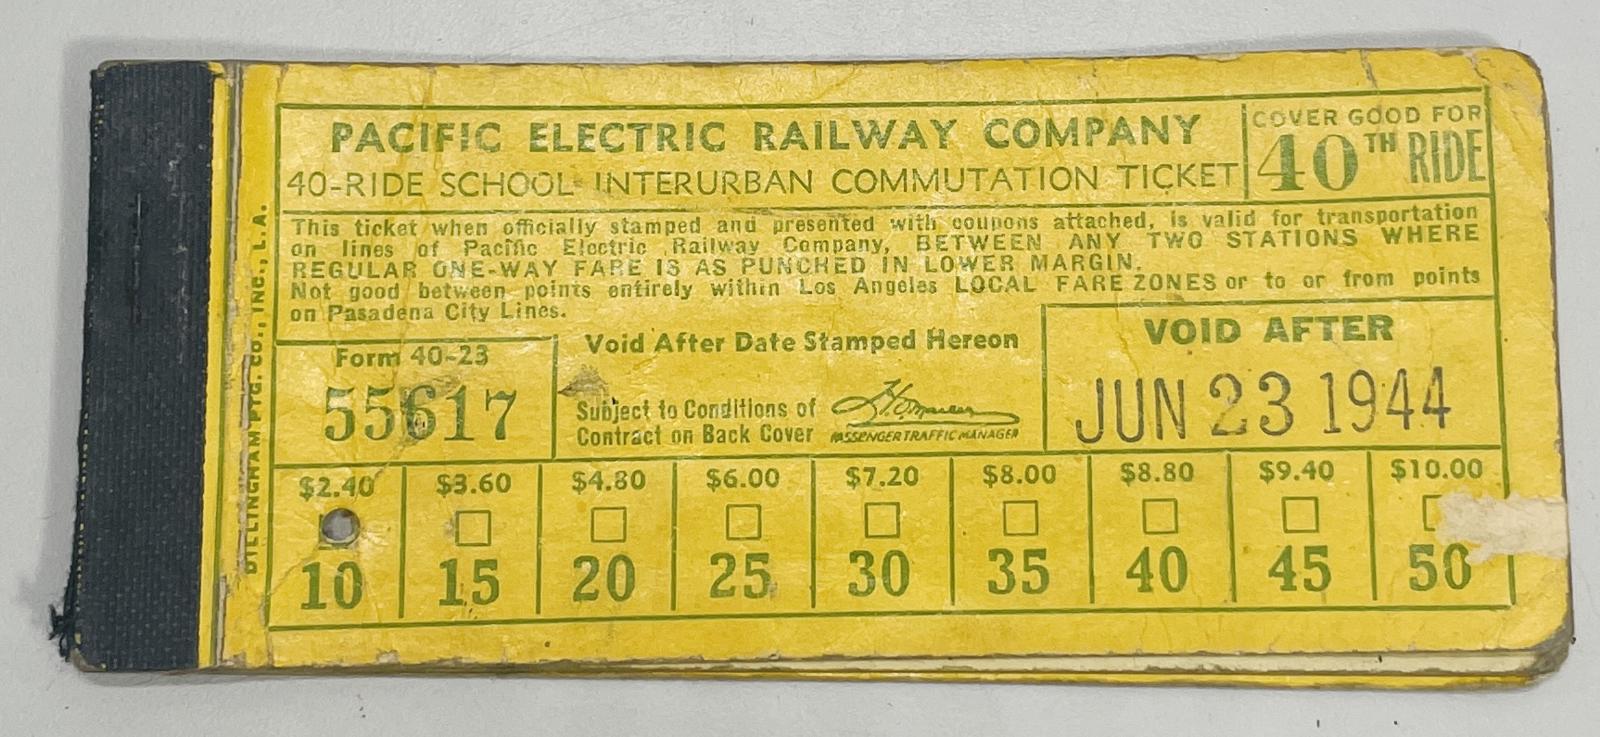 PACIFIC ELECTRIC RAILWAY COMPANY
40-RIDE SCHOOL INTERURBAN COMMUTATION TICKET
COVER GOOD FOR
40TH RIDE
This ticket when officially stamped and presented with coupons attached, is valid for transportation
on lines of Pacific Electric Railway Company, BETWEEN ANY TWO STATIONS WHERE
REGULAR ONE-WAY FARE IS AS PUNCHED IN LOWER MARGIN.
Not good between points entirely within Los Angeles LOCAL FARE ZONES or to or from points
on Pasadena City Lines.
Form 40-23
55617
Void After Date Stamped Hereon
Subject to Conditions of
Contract on Back Cover
PASSENGER TRAFFIC MANAGER
VOID AFTER
JUN 23 1944
$2.40 $3.60 $4.80 $6.00 $7.20 $8.00 $8.80 $9.40 $10.00
10 15 20 25 30 35 40 45 50
DILLINGHAM PTG. CO., INC., L.A.